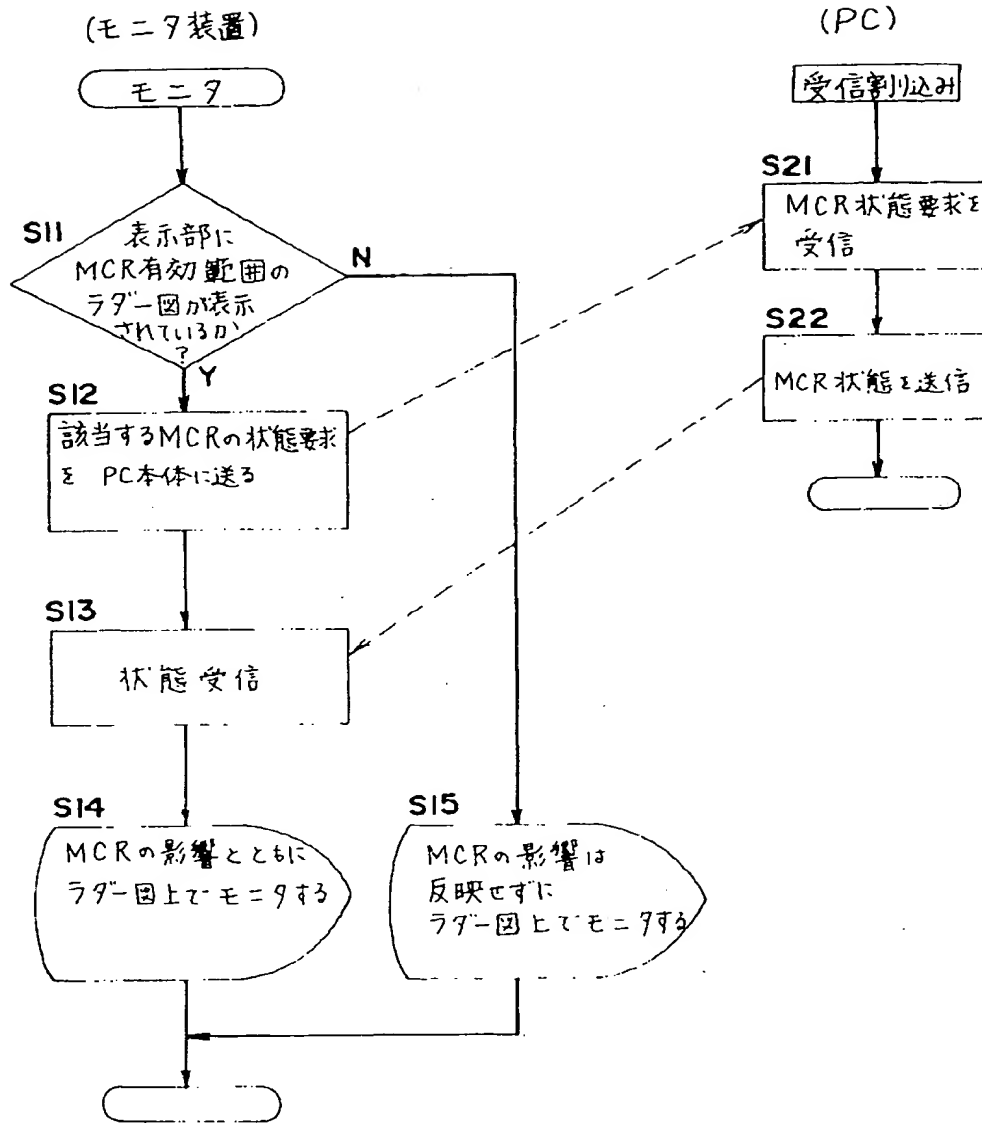 (モニタ装置)
モニタ
S11
表示部に
MCR有効範囲の
ラダー図が表示
されているか
?
N
Y
S12
該当するMCRの状態要求
を PC本体に送る
S13
状態受信
S14
MCRの影響とともに
ラダー図上でモニタする
S15
MCRの影響は
反映せずに
ラダー図上でモニタする
(PC)
受信割り込み
S21
MCR状態要求を
受信
S22
MCR状態を送信